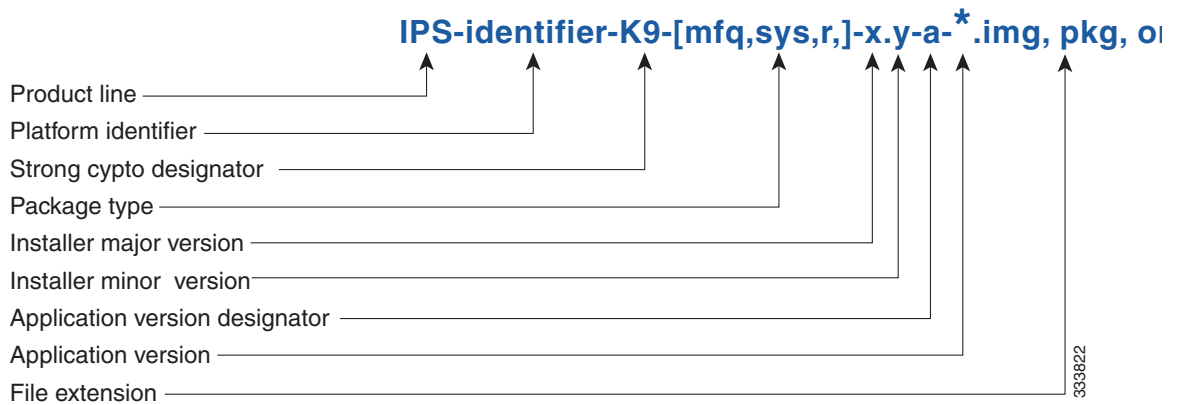 IPS-identifier-K9-[mfq,sys,r,]-x.y-a-*.img, pkg, or
Product line
Platform identifier
Strong cypto designator
Package type
Installer major version
Installer minor version
Application version designator
Application version
File extension
333822